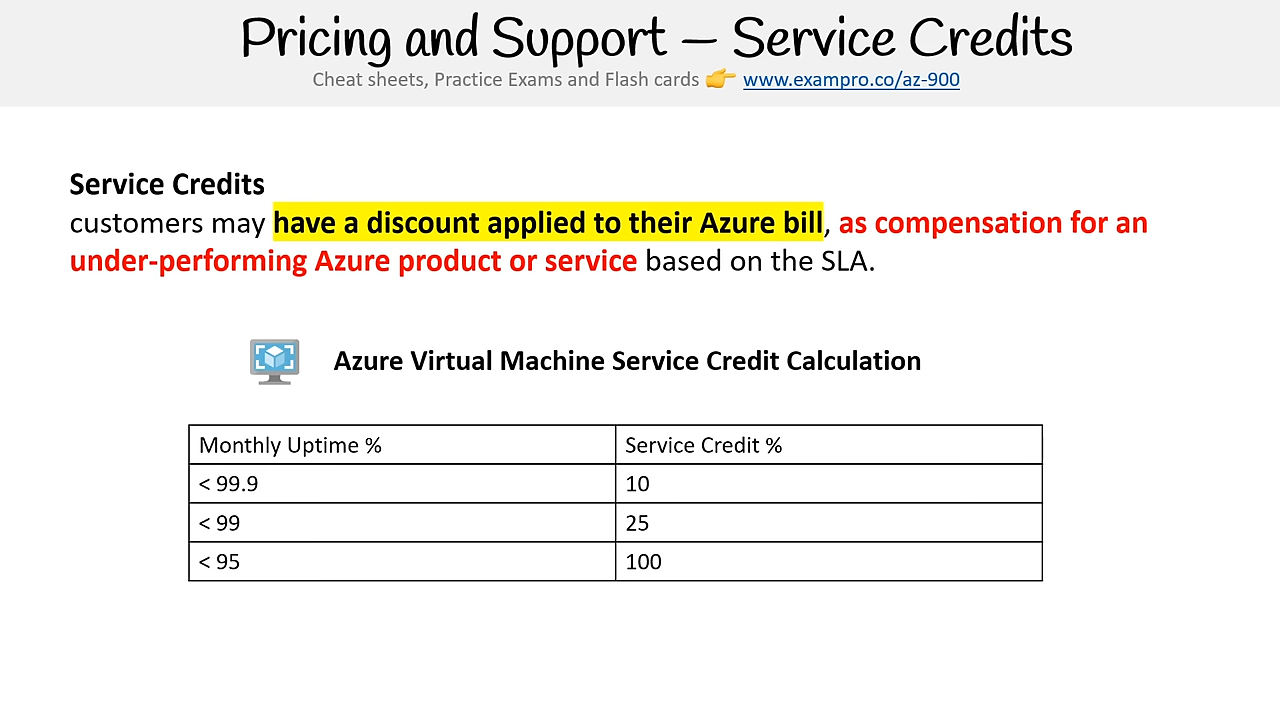 Pricing and Support – Service Credits
Cheat sheets, Practice Exams and Flash cards 👉 www.exampro.co/az-900
Service Credits
customers may have a discount applied to their Azure bill, as compensation for an
under-performing Azure product or service based on the SLA.
Azure Virtual Machine Service Credit Calculation
Monthly Uptime % Service Credit %
< 99.9 10
< 99 25
< 95 100